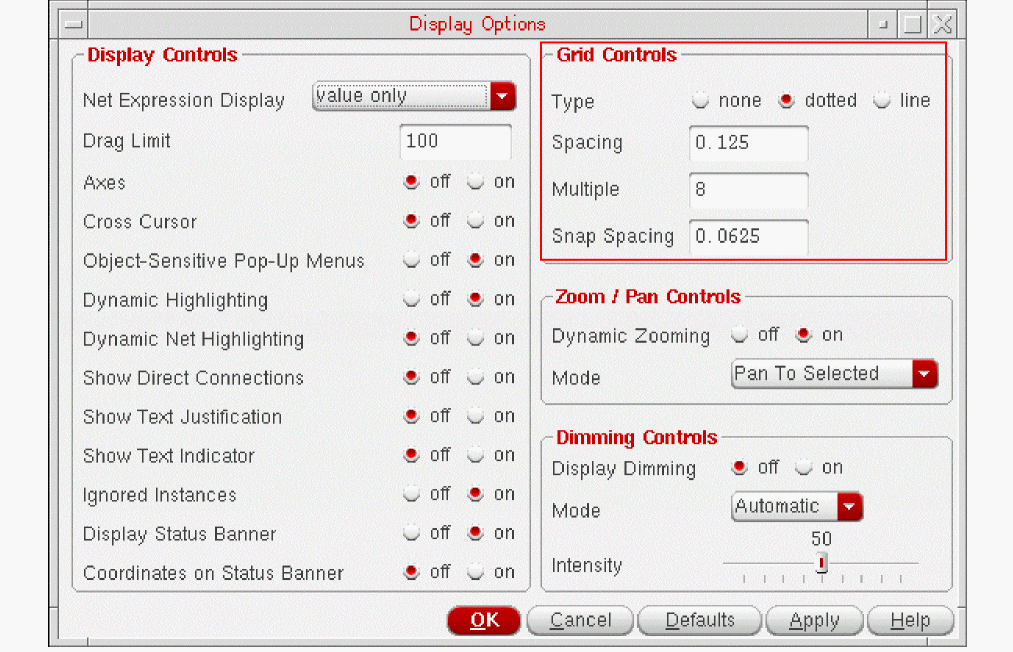 Display Options
Display Controls
Net Expression Display value only
Drag Limit 100
Axes off on
Cross Cursor off on
Object-Sensitive Pop-Up Menus off on
Dynamic Highlighting off on
Dynamic Net Highlighting off on
Show Direct Connections off on
Show Text Justification off on
Show Text Indicator off on
Ignored Instances off on
Display Status Banner off on
Coordinates on Status Banner off on
Grid Controls
Type none dotted line
Spacing 0.125
Multiple 8
Snap Spacing 0.0625
Zoom / Pan Controls
Dynamic Zooming off on
Mode Pan To Selected
Dimming Controls
Display Dimming off on
Mode Automatic
50
Intensity
OK Cancel Defaults Apply Help